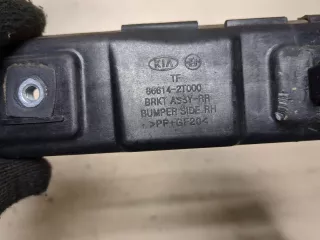 KIA
TF
86614-2T000
BRKT ASSY-RR
BUMPER SIDE,RH
>PP+GF20<